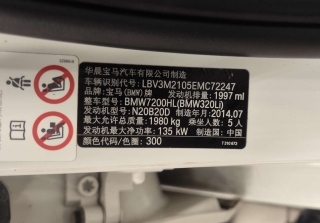 华晨宝马汽车有限公司制造
车辆识别代号: LBV3M2105EMC72247
品牌: 宝马(BMW)牌 发动机排量: 1997 ml
整车型号: BMW7200HL(BMW320Li)
发动机型号: N20B20D 制造年月:2014.07
最大允许总质量: 1980 kg 乘坐人数: 5 人
发动机最大净功率: 135 kW 制造国: 中国
颜色代码/色圈: 300